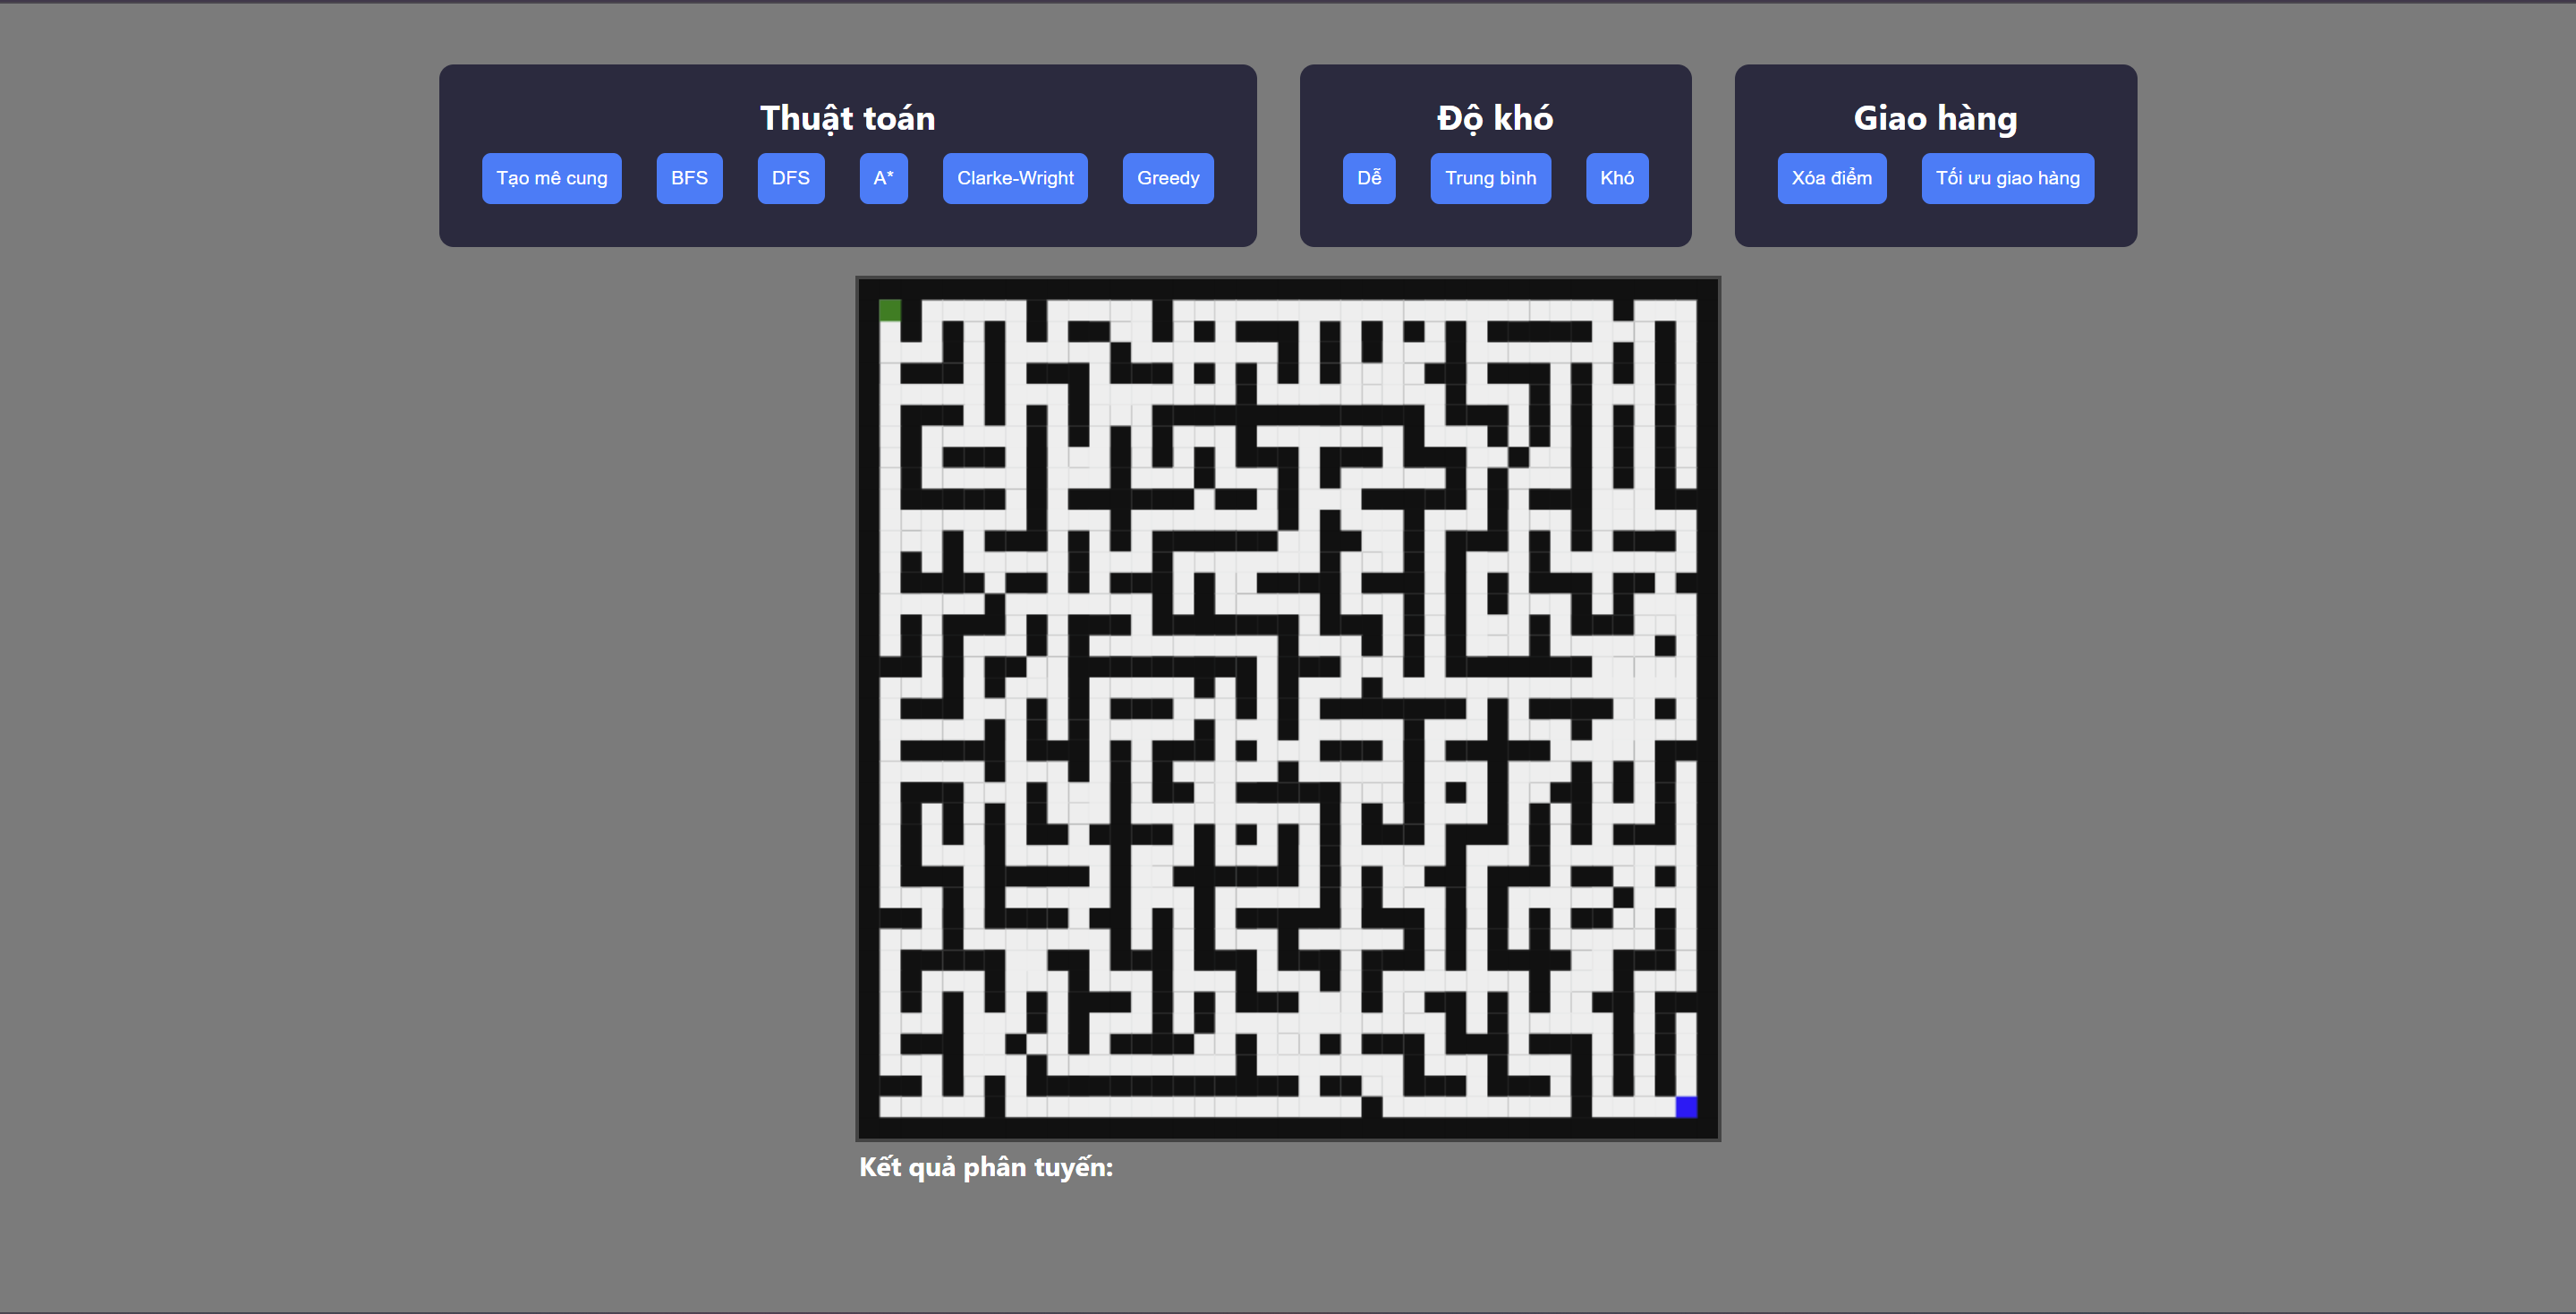 Thuật toán
Tạo mê cung BFS DFS A* Clarke-Wright Greedy
Độ khó
Dễ Trung bình Khó
Giao hàng
Xóa điểm Tối ưu giao hàng
Kết quả phân tuyến: